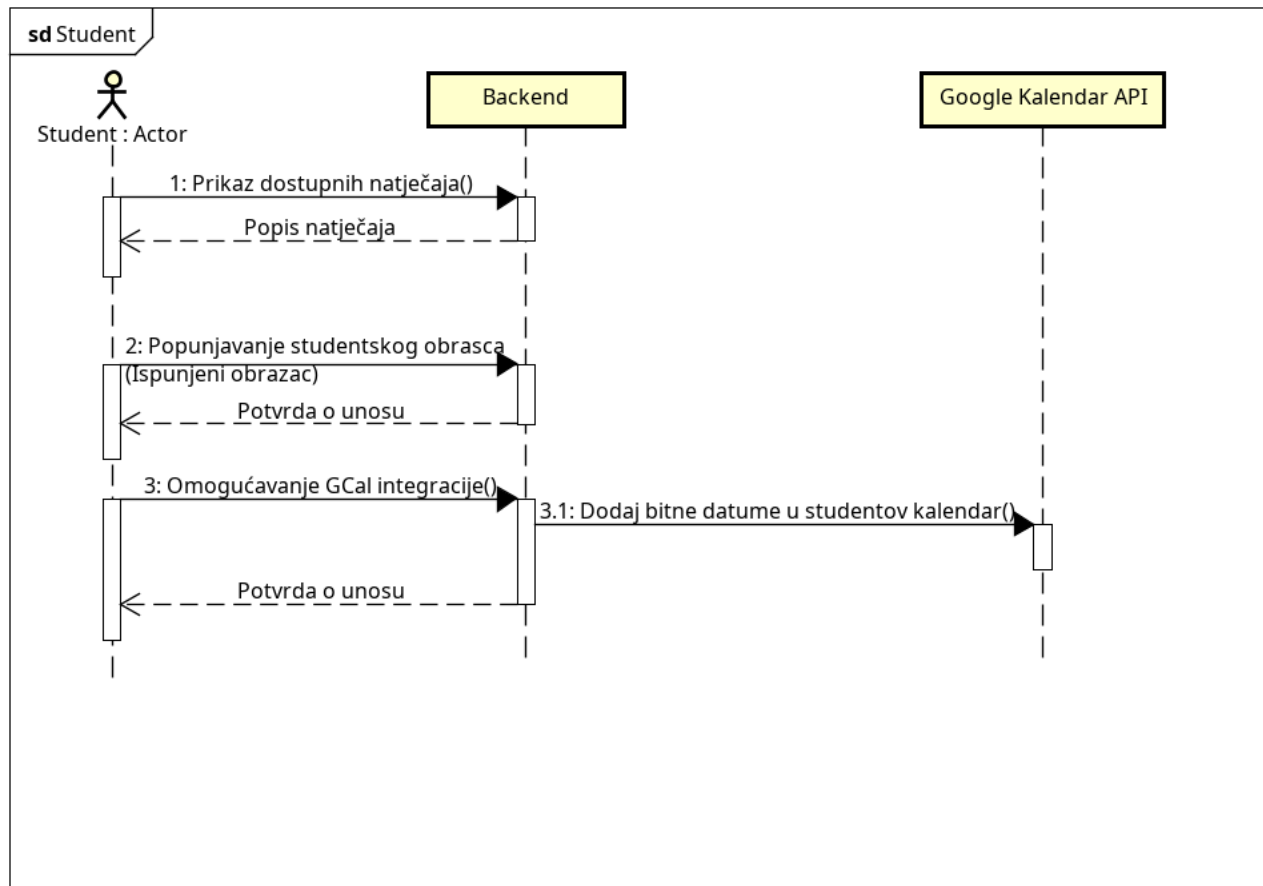 sd Student
Student : Actor
Backend
Google Kalendar API
1: Prikaz dostupnih natječaja()
Popis natječaja
2: Popunjavanje studentskog obrasca
(Ispunjeni obrazac)
Potvrda o unosu
3: Omogućavanje GCal integracije()
3.1: Dodaj bitne datume u studentov kalendar()
Potvrda o unosu